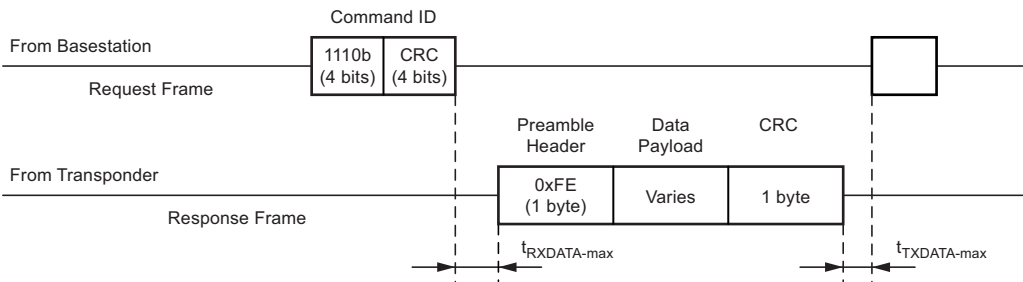 Command ID
From Basestation
1110b
(4 bits)
CRC
(4 bits)
Request Frame
Preamble
Header
Data
Payload
CRC
From Transponder
0xFE
(1 byte)
Varies
1 byte
Response Frame
tRXDATA-max
tTXDATA-max